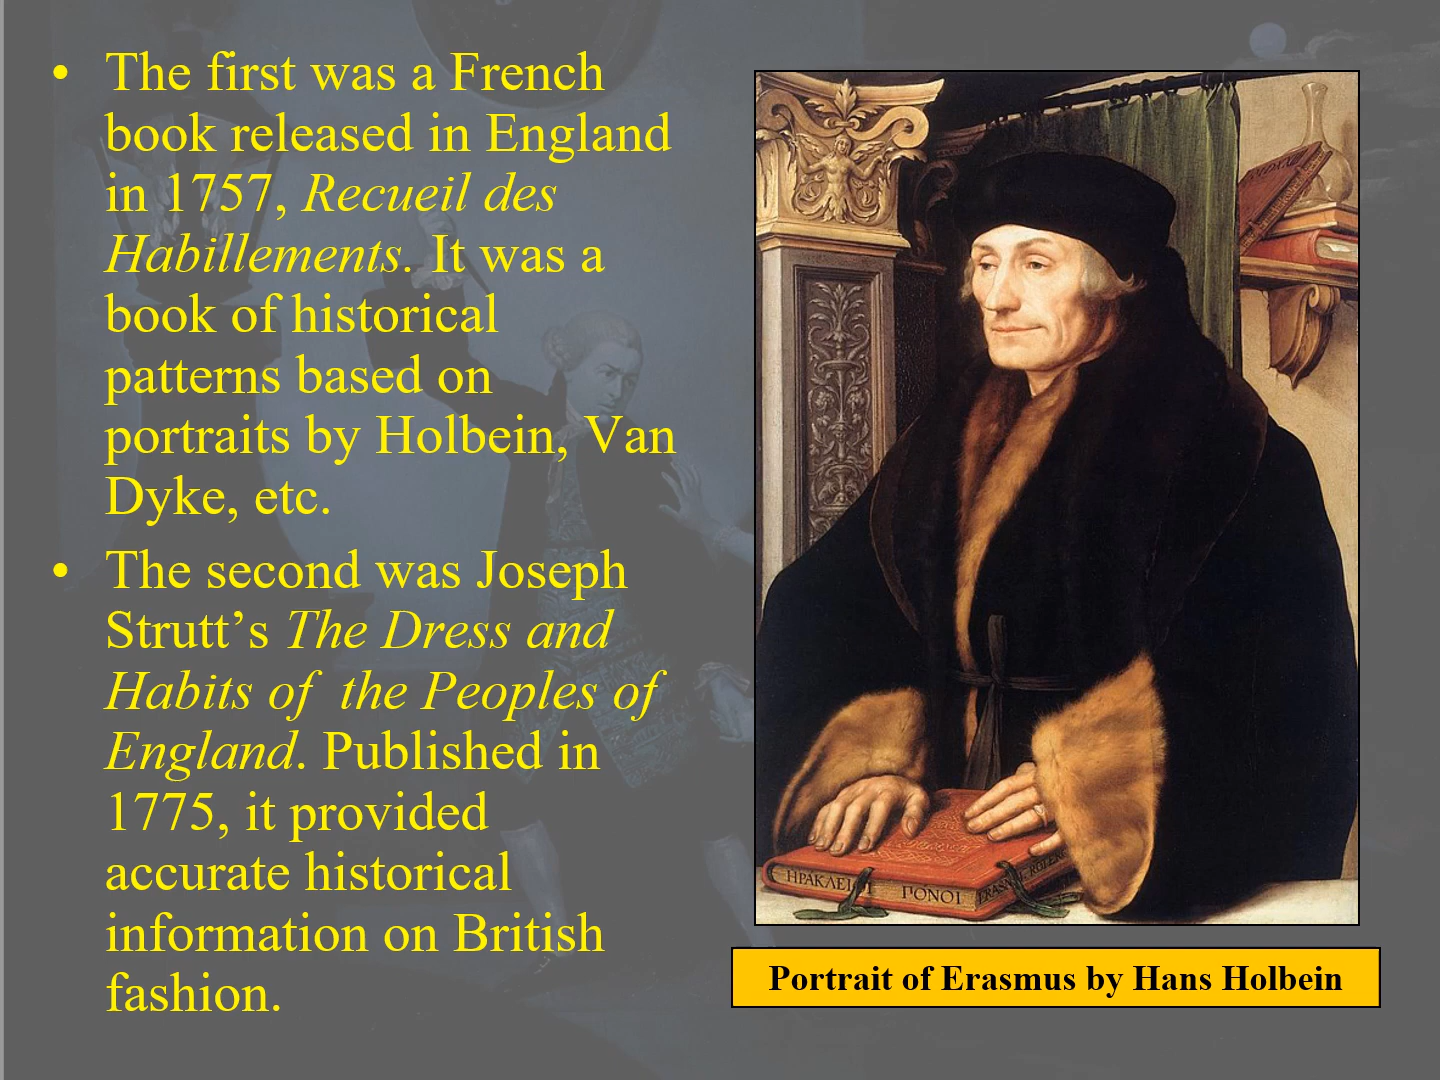 • The first was a French
book released in England
in 1757, Recueil des
Habillements. It was a
book of historical
patterns based on
portraits by Holbein, Van
Dyke, etc.
• The second was Joseph
Strutt’s The Dress and
Habits of  the Peoples of
England. Published in
1775, it provided
accurate historical
information on British
fashion.
ΗΡΑΚΛΕΙΟΙ ΠΟΝΟΙ
Portrait of Erasmus by Hans Holbein